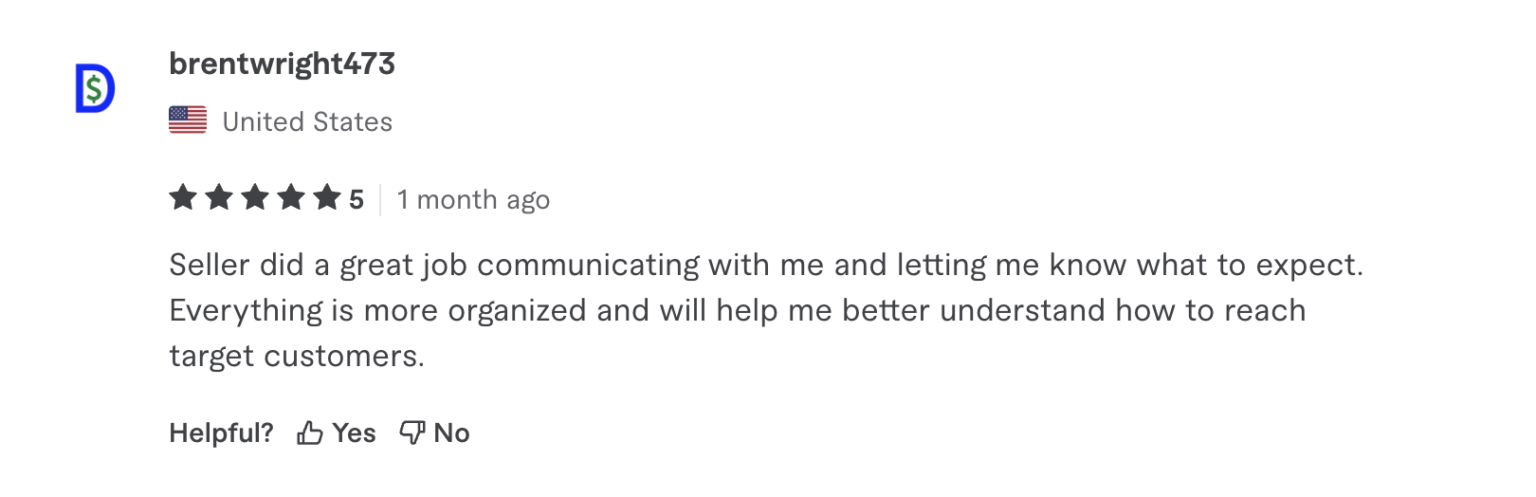 brentwright473
D$
United States
5 1 month ago
Seller did a great job communicating with me and letting me know what to expect.
Everything is more organized and will help me better understand how to reach
target customers.
Helpful? Yes No